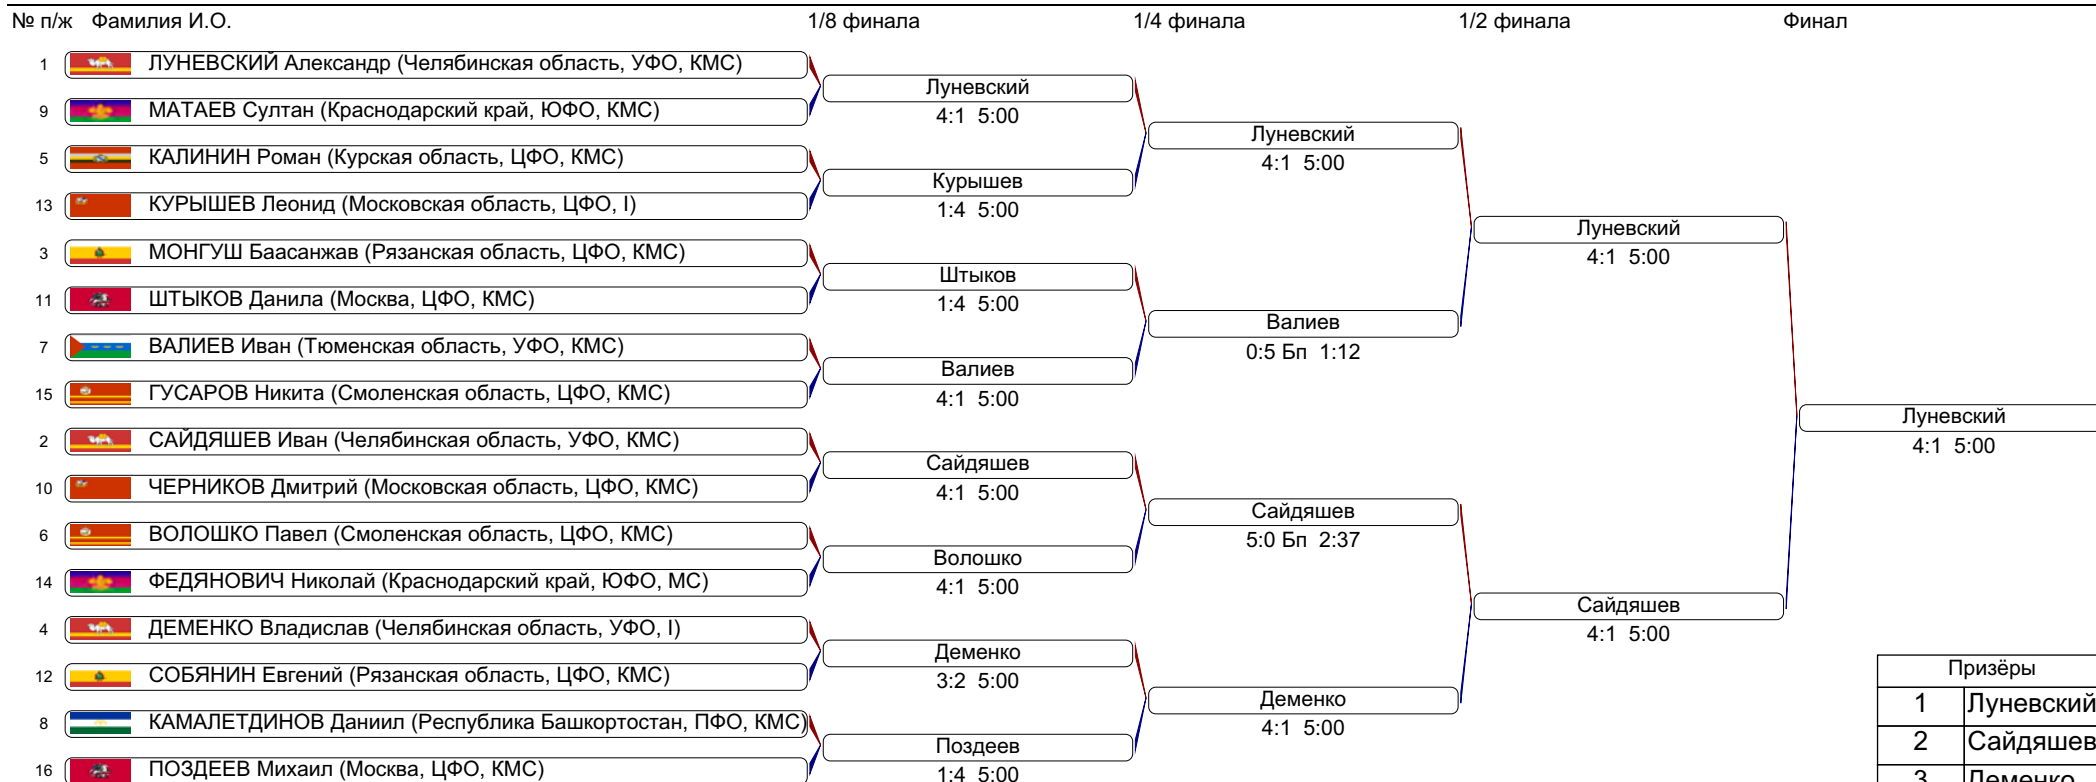 № п/ж Фамилия И.О. 1/8 финала 1/4 финала 1/2 финала Финал
1 ЛУНЕВСКИЙ Александр (Челябинская область, УФО, КМС)
Луневский
9 МАТАЕВ Султан (Краснодарский край, ЮФО, КМС)
4:1 5:00
Луневский
5 КАЛИНИН Роман (Курская область, ЦФО, КМС)
4:1 5:00
Курышев
13 КУРЫШЕВ Леонид (Московская область, ЦФО, I)
1:4 5:00
Луневский
3 МОНГУШ Баасанжав (Рязанская область, ЦФО, КМС)
4:1 5:00
Штыков
11 ШТЫКОВ Данила (Москва, ЦФО, КМС)
1:4 5:00
Валиев
7 ВАЛИЕВ Иван (Тюменская область, УФО, КМС)
0:5 Бп 1:12
Валиев
15 ГУСАРОВ Никита (Смоленская область, ЦФО, КМС)
4:1 5:00
Луневский
2 САЙДЯШЕВ Иван (Челябинская область, УФО, КМС)
4:1 5:00
Сайдяшев
10 ЧЕРНИКОВ Дмитрий (Московская область, ЦФО, КМС)
4:1 5:00
Сайдяшев
6 ВОЛОШКО Павел (Смоленская область, ЦФО, КМС)
5:0 Бп 2:37
Волошко
14 ФЕДЯНОВИЧ Николай (Краснодарский край, ЮФО, МС)
4:1 5:00
Сайдяшев
4 ДЕМЕНКО Владислав (Челябинская область, УФО, I)
4:1 5:00
Деменко
12 СОБЯНИН Евгений (Рязанская область, ЦФО, КМС)
3:2 5:00
Призёры
Деменко
1 Луневский
8 КАМАЛЕТДИНОВ Даниил (Республика Башкортостан, ПФО, КМС)
4:1 5:00
Поздеев
2 Сайдяшев
16 ПОЗДЕЕВ Михаил (Москва, ЦФО, КМС)
1:4 5:00
3 Деменко